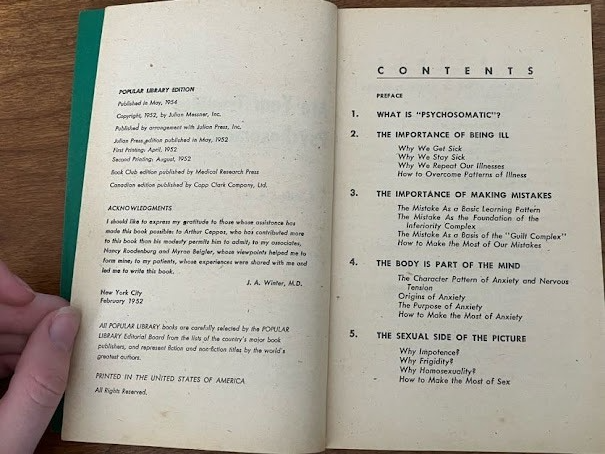 POPULAR LIBRARY EDITION
Published in May, 1954
Copyright, 1952, by Julian Messner, Inc.
Published by arrangement with Julian Press, Inc.
Julian Press edition published in May, 1952
First Printing: April, 1952
Second Printing: August, 1952
Book Club edition published by Medical Research Press
Canadian edition published by Copp Clark Company, Ltd.
ACKNOWLEDGMENTS
I should like to express my gratitude to those whose assistance has
made this book possible: to Arthur Ceppos, who has contributed more
to this book than his modesty permits him to admit; to my associates,
Nancy Roodenburg and Myron Beigler, whose viewpoints helped me to
form mine; to my patients, whose experiences were shared with me and
led me to write this book.
J. A. Winter, M.D.
New York City
February 1952
All POPULAR LIBRARY books are carefully selected by the POPULAR
LIBRARY Editorial Board from the lists of the country's major book
publishers, and represent fiction and non-fiction titles by the world's
greatest authors.
PRINTED IN THE UNITED STATES OF AMERICA
All Rights Reserved.
CONTENTS
PREFACE
1. WHAT IS "PSYCHOSOMATIC"?
2. THE IMPORTANCE OF BEING ILL
Why We Get Sick
Why We Stay Sick
Why We Repeat Our Illnesses
How to Overcome Patterns of Illness
3. THE IMPORTANCE OF MAKING MISTAKES
The Mistake As a Basic Learning Pattern
The Mistake As the Foundation of the
Inferiority Complex
The Mistake As a Basis of the "Guilt Complex"
How to Make the Most of Our Mistakes
4. THE BODY IS PART OF THE MIND
The Character Pattern of Anxiety and Nervous
Tension
Origins of Anxiety
The Purpose of Anxiety
How to Make the Most of Anxiety
5. THE SEXUAL SIDE OF THE PICTURE
Why Impotence?
Why Frigidity?
Why Homosexuality?
How to Make the Most of Sex